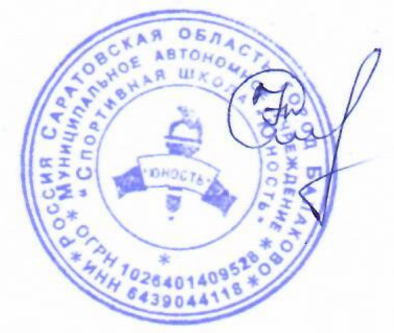 * РОССИЯ САРАТОВСКАЯ ОБЛАСТЬ ГОРОД БАЛАКОВО *
МУНИЦИПАЛЬНОЕ АВТОНОМНОЕ УЧРЕЖДЕНИЕ
"СПОРТИВНАЯ ШКОЛА "ЮНОСТЬ"
* ОГРН 1026401409528 *
ИНН 6439044118 *
"ЮНОСТЬ"